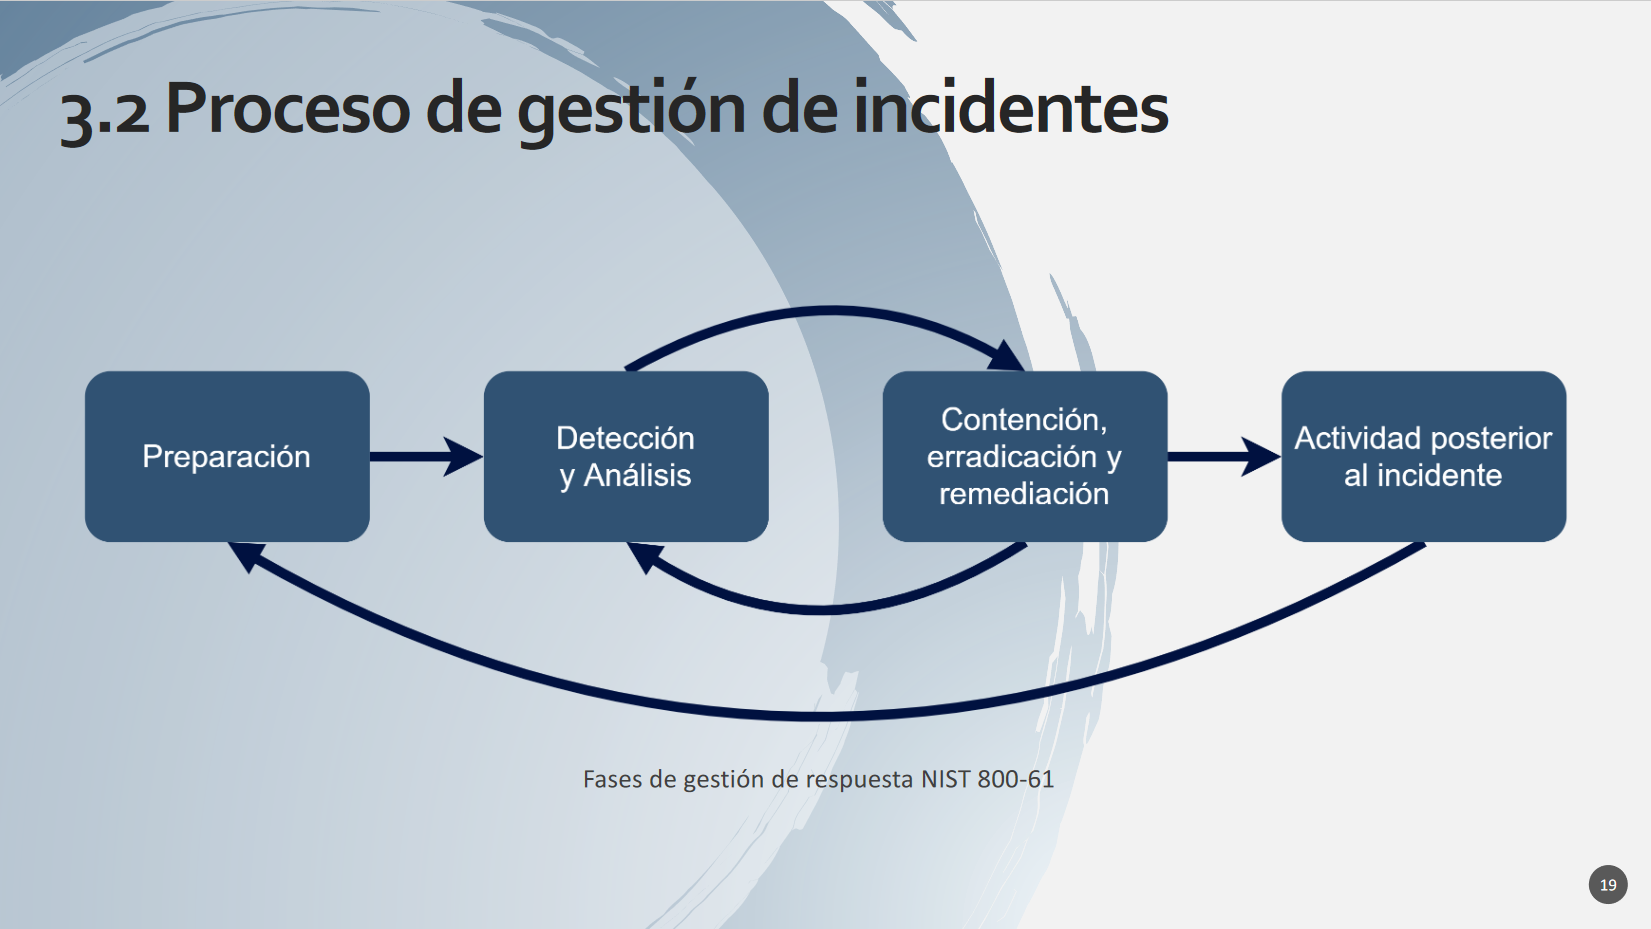 3.2 Proceso de gestión de incidentes
Preparación
Detección
y Análisis
Contención,
erradicación y
remediación
Actividad posterior
al incidente
Fases de gestión de respuesta NIST 800-61
19